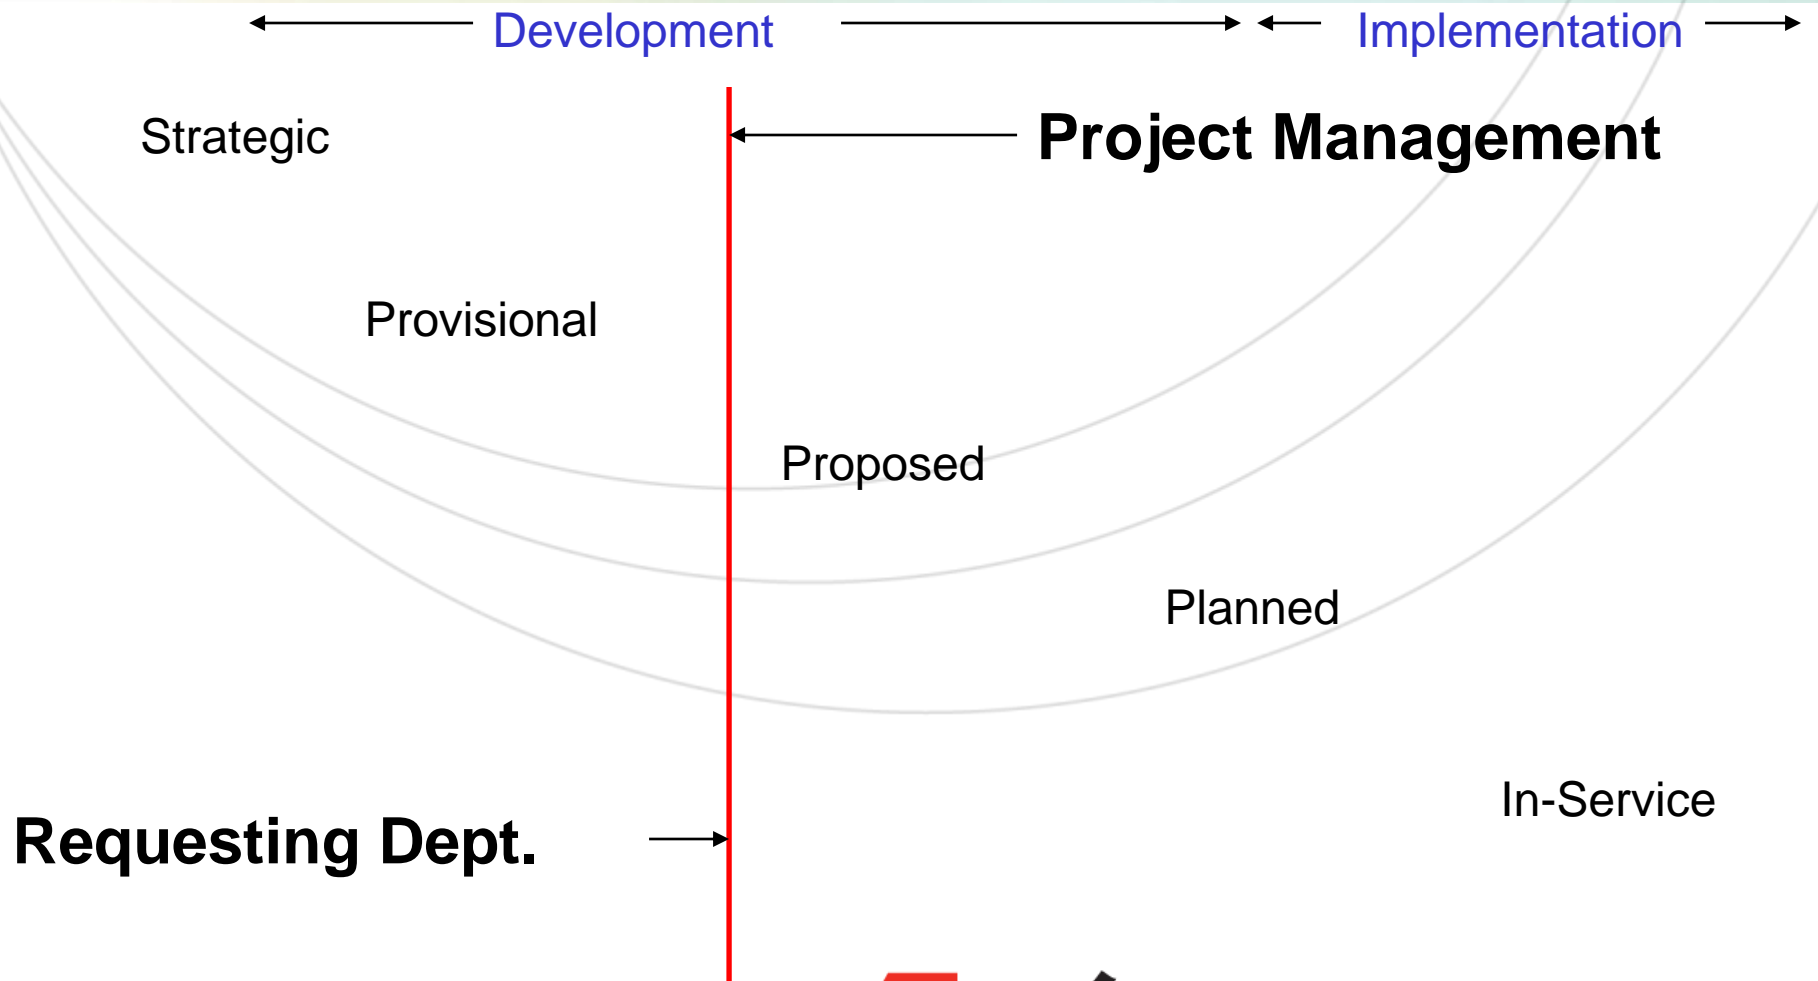 Development
Implementation
Strategic
Project Management
Provisional
Proposed
Planned
In-Service
Requesting Dept.